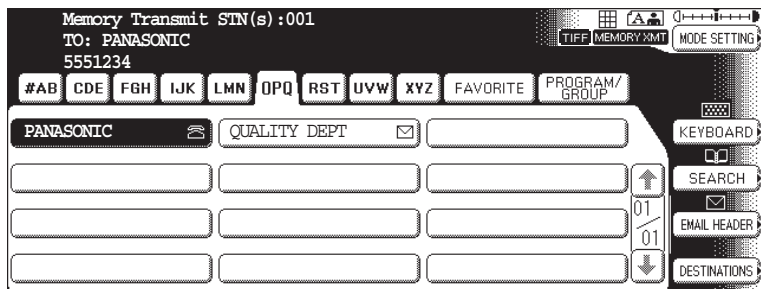 Memory Transmit STN(s):001
TO: PANASONIC
5551234
TIFF MEMORY XMT
MODE SETTING
#AB CDE FGH IJK LMN OPQ RST UVW XYZ FAVORITE PROGRAM/
GROUP
PANASONIC QUALITY DEPT
KEYBOARD
SEARCH
01
01
EMAIL HEADER
DESTINATIONS